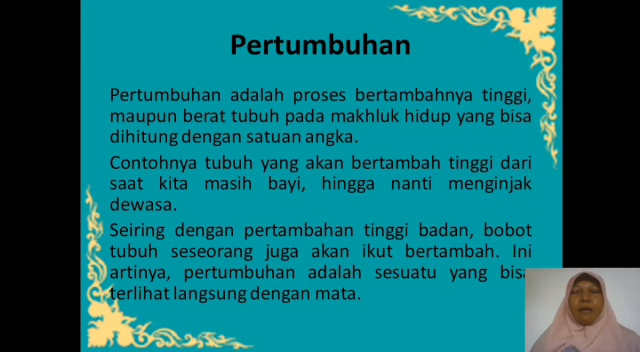 Pertumbuhan
Pertumbuhan adalah proses bertambahnya tinggi,
maupun berat tubuh pada makhluk hidup yang bisa
dihitung dengan satuan angka.
Contohnya tubuh yang akan bertambah tinggi dari
saat kita masih bayi, hingga nanti menginjak
dewasa.
Seiring dengan pertambahan tinggi badan, bobot
tubuh seseorang juga akan ikut bertambah. Ini
artinya, pertumbuhan adalah sesuatu yang bisa
terlihat langsung dengan mata.